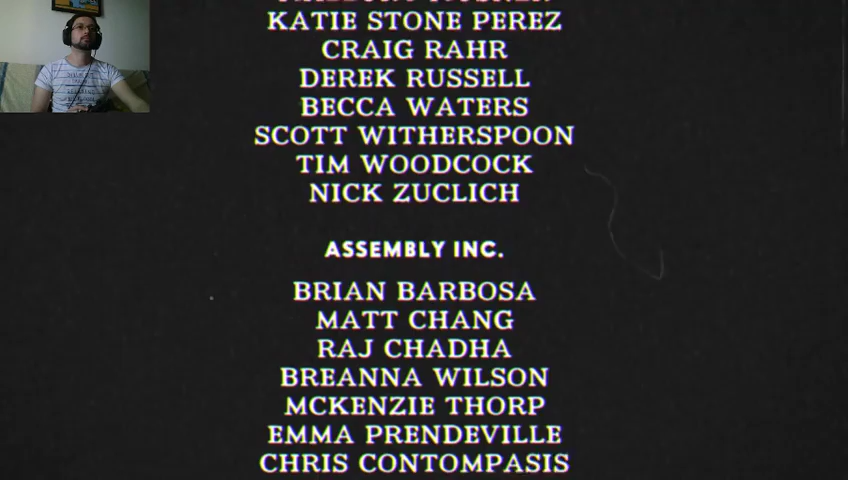 KATIE STONE PEREZ
CRAIG RAHR
DEREK RUSSELL
BECCA WATERS
SCOTT WITHERSPOON
TIM WOODCOCK
NICK ZUCLICH
ASSEMBLY INC.
BRIAN BARBOSA
MATT CHANG
RAJ CHADHA
BREANNA WILSON
MCKENZIE THORP
EMMA PRENDEVILLE
CHRIS CONTOMPASIS